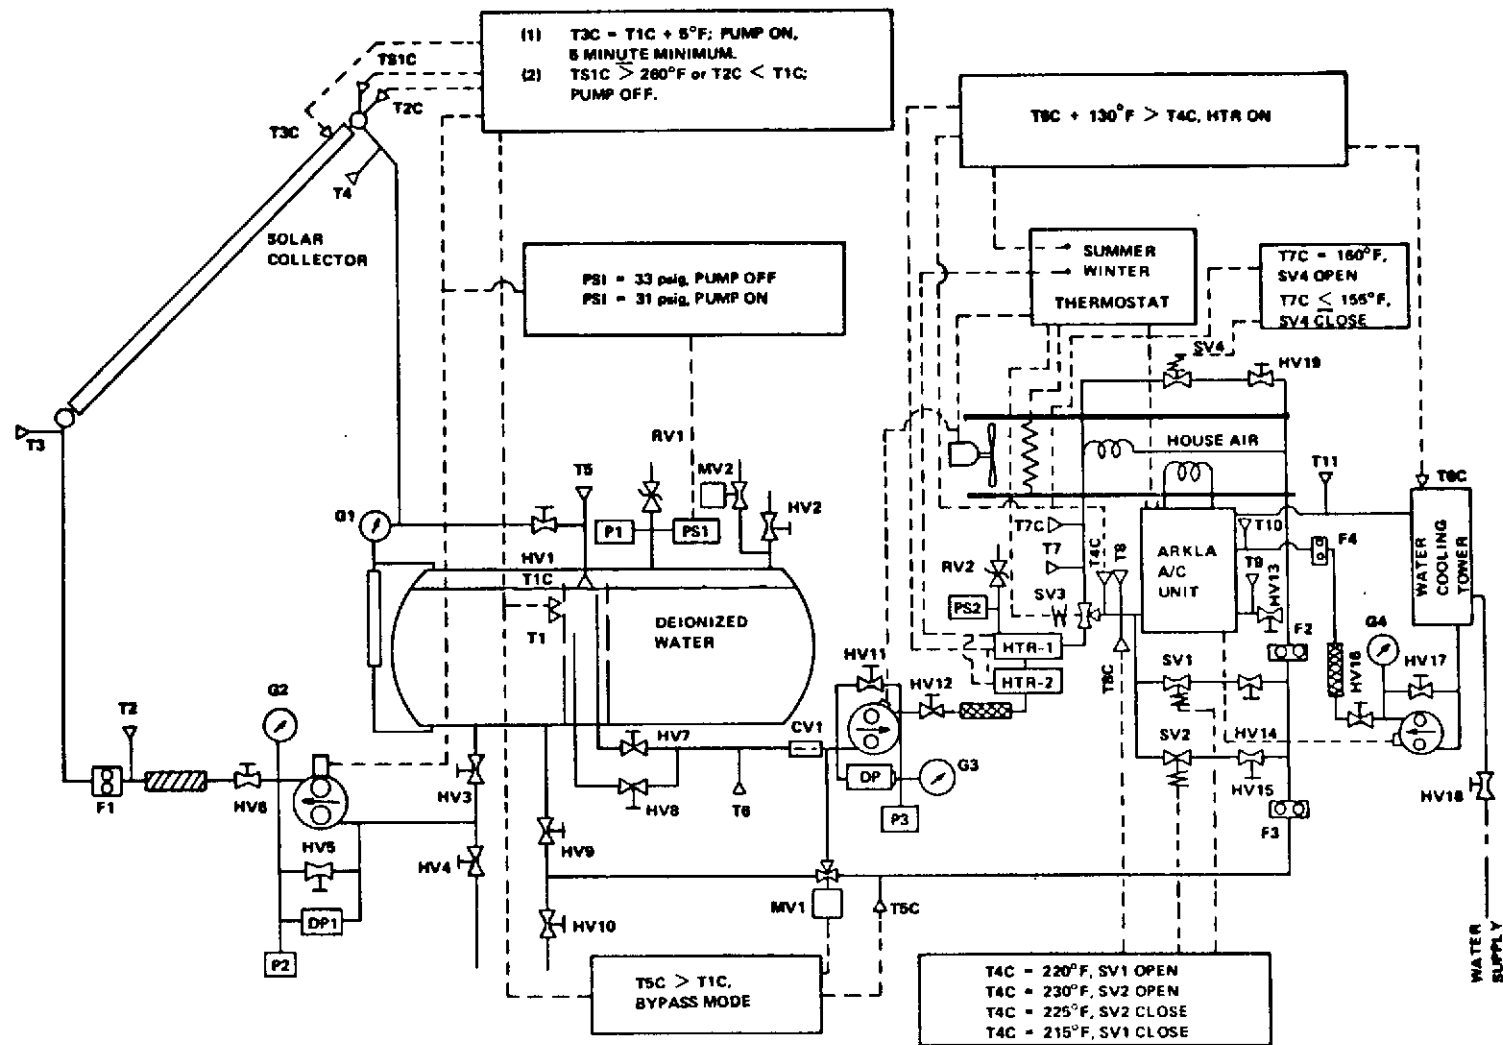 (1) T3C = T1C + 5°F; PUMP ON,
5 MINUTE MINIMUM.
(2) TS1C ≥ 260°F or T2C < T1C;
PUMP OFF.
TS1C
T2C
T3C
T4
SOLAR
COLLECTOR
T6C + 130°F > T4C, HTR ON
SUMMER
WINTER
THERMOSTAT
T7C = 160°F,
SV4 OPEN
T7C ≤ 155°F,
SV4 CLOSE
PSI = 33 psig, PUMP OFF
PSI = 31 psig, PUMP ON
SV4
HV19
T3
RV1
T5
MV2
HV2
G1
P1
PS1
HV1
T1C
T1
DEIONIZED
WATER
HOUSE AIR
T11
T6C
T7C
T7
T4C
T8
RV2
PS2
SV3
ARKLA
A/C
UNIT
T10
T9
HV13
F4
WATER
COOLING
TOWER
HTR-1
HTR-2
T8C
F2
G4
HV16
HV17
SV1
SV2
HV14
HV15
F3
HV18
G2
T2
F1
HV6
HV5
DP1
P2
HV3
HV4
HV7
HV8
T6
CV1
HV11
HV12
DP
G3
P3
HV9
HV10
MV1
T5C
T5C > T1C,
BYPASS MODE
T4C = 220°F, SV1 OPEN
T4C = 230°F, SV2 OPEN
T4C = 225°F, SV2 CLOSE
T4C = 215°F, SV1 CLOSE
WATER
SUPPLY